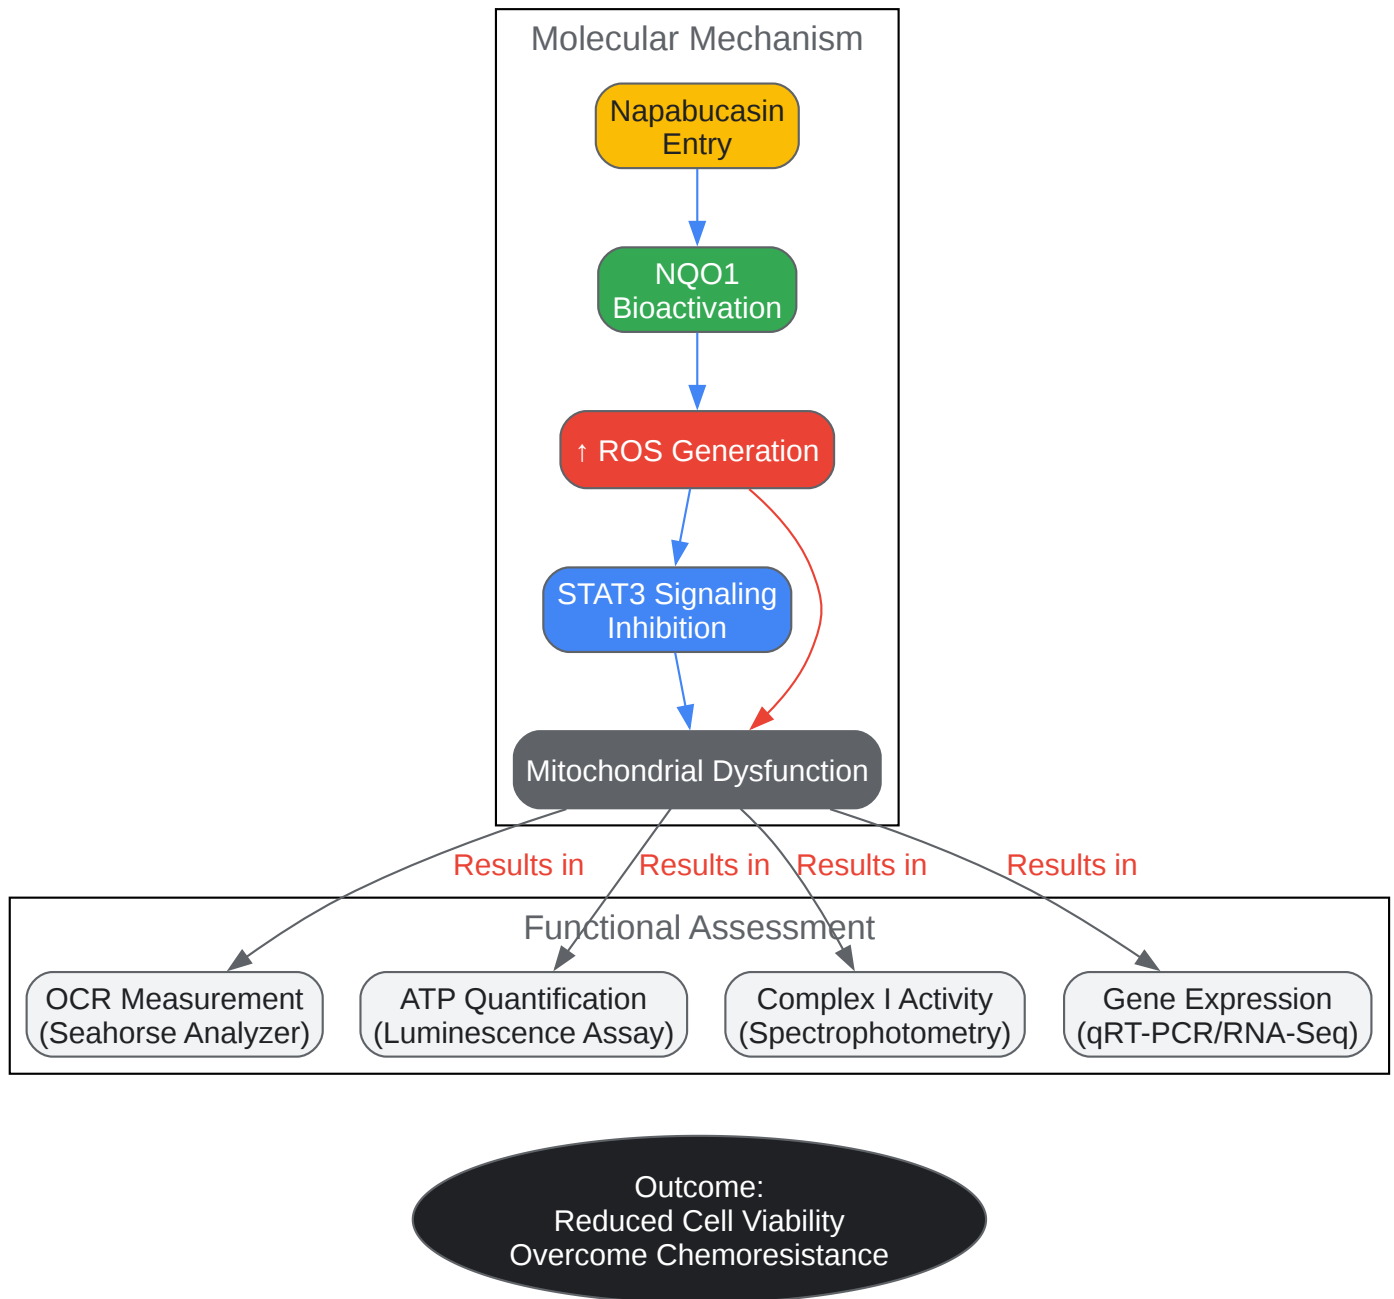 Molecular Mechanism
Napabucasin
Entry
NQO1
Bioactivation
↑ ROS Generation
STAT3 Signaling
Inhibition
Mitochondrial Dysfunction
Results in
Results in
Results in
Results in
Functional Assessment
OCR Measurement
(Seahorse Analyzer)
ATP Quantification
(Luminescence Assay)
Complex I Activity
(Spectrophotometry)
Gene Expression
(qRT-PCR/RNA-Seq)
Outcome:
Reduced Cell Viability
Overcome Chemoresistance